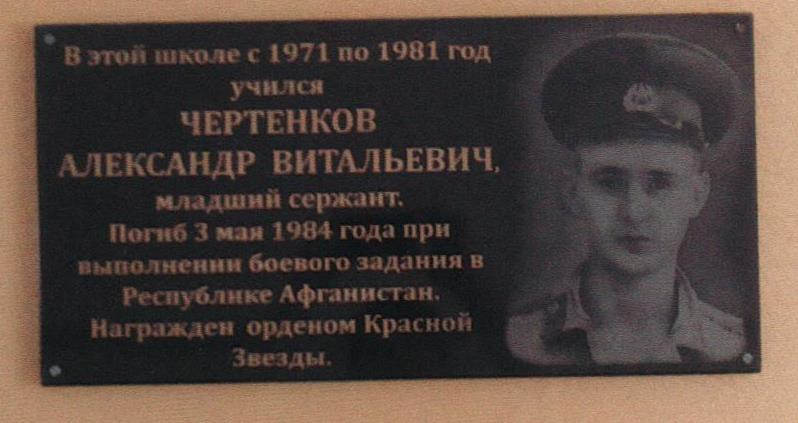 В этой школе с 1971 по 1981 год
учился
ЧЕРТЕНКОВ
АЛЕКСАНДР ВИТАЛЬЕВИЧ,
младший сержант.
Погиб 3 мая 1984 года при
выполнении боевого задания в
Республике Афганистан.
Награжден орденом Красной
Звезды.